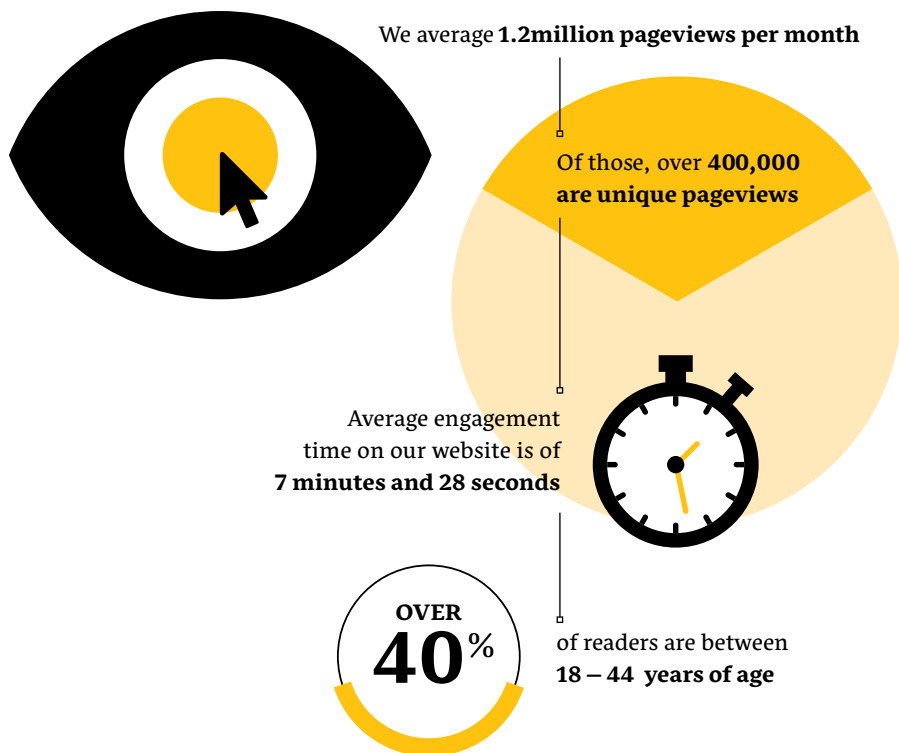 We average 1.2million pageviews per month
Of those, over 400,000
are unique pageviews
Average engagement
time on our website is of
7 minutes and 28 seconds
OVER
40%
of readers are between
18 – 44 years of age